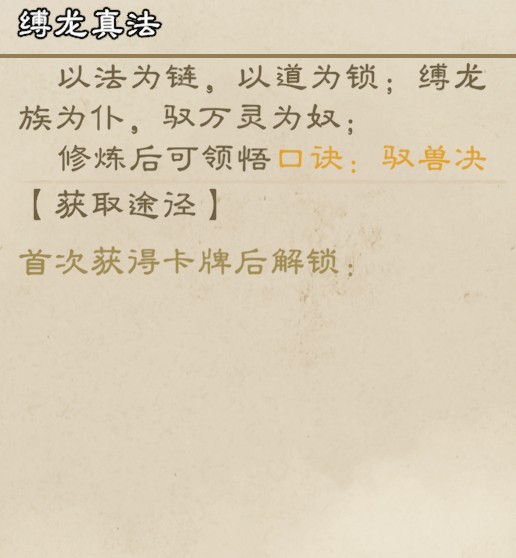 缚龙真法
以法为链，以道为锁；缚龙
族为仆，驭万灵为奴；
修炼后可领悟口诀：驭兽决
【获取途径】
首次获得卡牌后解锁；